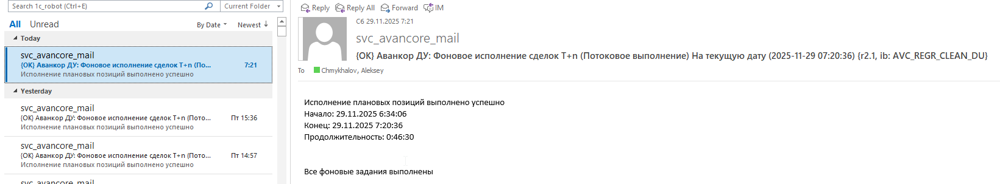 Search 1c_robot (Ctrl+E)
Current Folder
All Unread
By Date Newest
Today
svc_avancore_mail
{OK} Аванкор ДУ: Фоновое исполнение сделок Т+n (По... 7:21
Исполнение плановых позиций выполнено успешно
Yesterday
svc_avancore_mail
{OK} Аванкор ДУ: Фоновое исполнение сделок Т+n (Пото... Пт 15:36
Исполнение плановых позиций выполнено успешно
svc_avancore_mail
{OK} Аванкор ДУ: Фоновое исполнение сделок Т+n (Пото... Пт 14:57
Исполнение плановых позиций выполнено успешно
svc_avancore_mail
Reply Reply All Forward IM
Сб 29.11.2025 7:21
svc_avancore_mail
{OK} Аванкор ДУ: Фоновое исполнение сделок Т+n (Потоковое выполнение) На текущую дату (2025-11-29 07:20:36) {r2.1, ib: AVC_REGR_CLEAN_DU}
To Chmykhalov, Aleksey
Исполнение плановых позиций выполнено успешно
Начало: 29.11.2025 6:34:06
Конец: 29.11.2025 7:20:36
Продолжительность: 0:46:30
Все фоновые задания выполнены